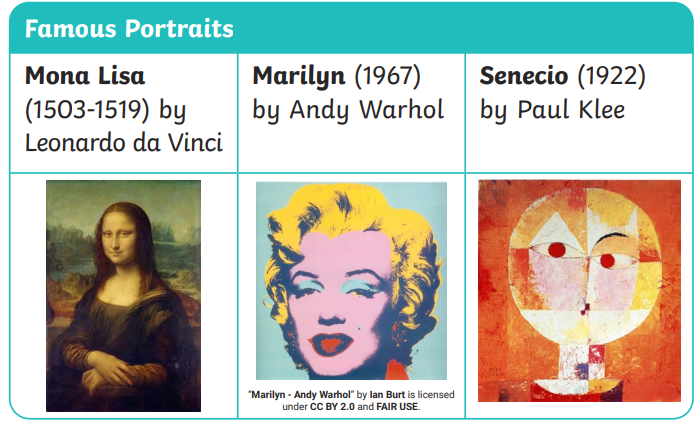 Famous Portraits
Mona Lisa
(1503-1519) by
Leonardo da Vinci
Marilyn (1967)
by Andy Warhol
Senecio (1922)
by Paul Klee
"Marilyn - Andy Warhol" by Ian Burt is licensed
under CC BY 2.0 and FAIR USE.